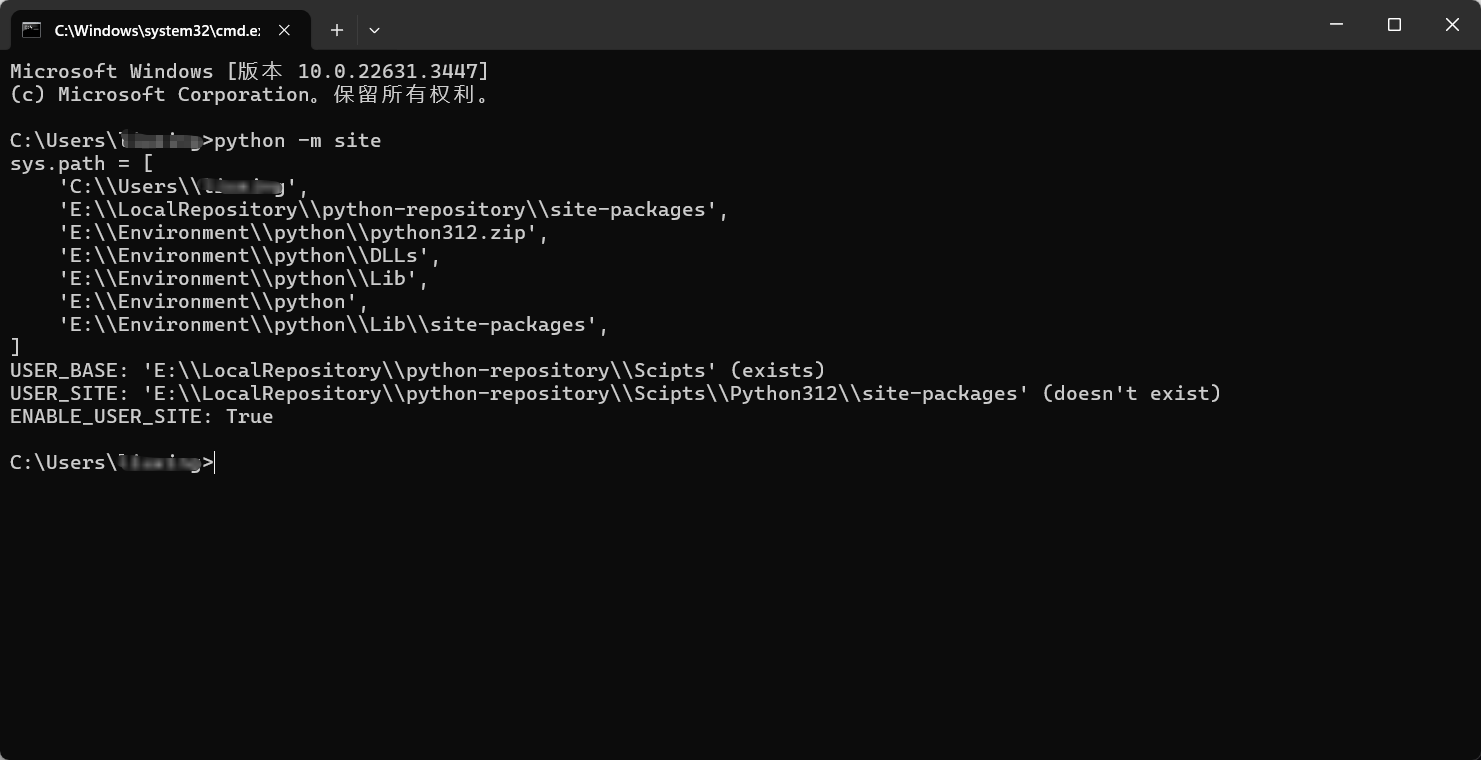 C:\Windows\system32\cmd.e
Microsoft Windows [版本 10.0.22631.3447]
(c) Microsoft Corporation。保留所有权利。
C:\Users\>python -m site
sys.path = [
    'C:\\Users\\',
    'E:\\LocalRepository\\python-repository\\site-packages',
    'E:\\Environment\\python\\python312.zip',
    'E:\\Environment\\python\\DLLs',
    'E:\\Environment\\python\\Lib',
    'E:\\Environment\\python',
    'E:\\Environment\\python\\Lib\\site-packages',
]
USER_BASE: 'E:\\LocalRepository\\python-repository\\Scipts' (exists)
USER_SITE: 'E:\\LocalRepository\\python-repository\\Scipts\\Python312\\site-packages' (doesn't exist)
ENABLE_USER_SITE: True
C:\Users\>